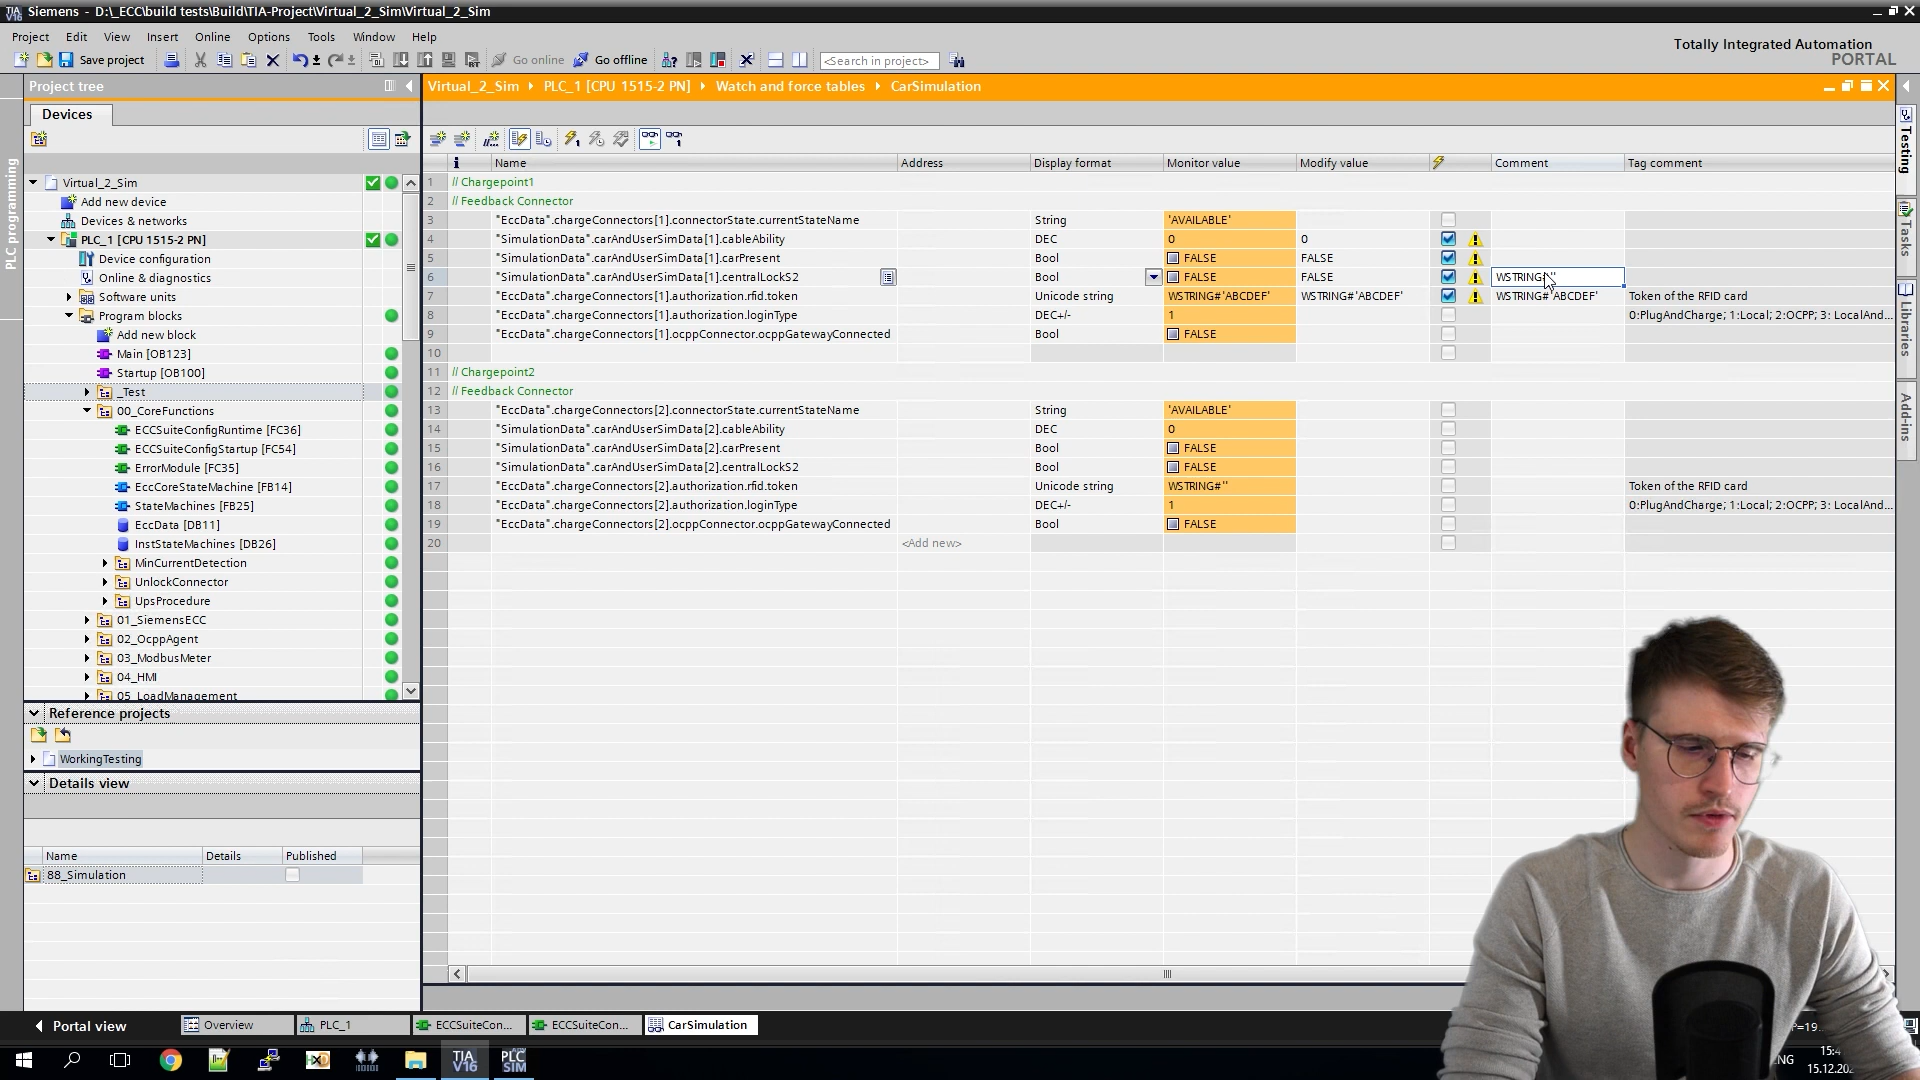 Siemens - D:\_ECC\build tests\Build\TIA-Project\Virtual_2_Sim\Virtual_2_Sim
Project Edit View Insert Online Options Tools Window Help
Totally Integrated Automation
PORTAL
Save project Go online Go offline <Search in project>
Project tree
Virtual_2_Sim PLC_1 [CPU 1515-2 PN] Watch and force tables CarSimulation
Devices
PLC programming
Virtual_2_Sim
Add new device
Devices & networks
PLC_1 [CPU 1515-2 PN]
Device configuration
Online & diagnostics
Software units
Program blocks
Add new block
Main [OB123]
Startup [OB100]
_Test
00_CoreFunctions
ECCSuiteConfigRuntime [FC36]
ECCSuiteConfigStartup [FC54]
ErrorModule [FC35]
EccCoreStateMachine [FB14]
StateMachines [FB25]
EccData [DB11]
InstStateMachines [DB26]
MinCurrentDetection
UnlockConnector
UpsProcedure
01_SiemensECC
02_OcppAgent
03_ModbusMeter
04_HMI
05_LoadManagement
Reference projects
WorkingTesting
Details view
Name Details Published
88_Simulation
i Name Address Display format Monitor value Modify value Comment Tag comment
1 // Chargepoint1
2 // Feedback Connector
3 "EccData".chargeConnectors[1].connectorState.currentStateName String 'AVAILABLE'
4 "SimulationData".carAndUserSimData[1].cableAbility DEC 0 0
5 "SimulationData".carAndUserSimData[1].carPresent Bool FALSE FALSE
6 "SimulationData".carAndUserSimData[1].centralLockS2 Bool FALSE FALSE WSTRING#''
7 "EccData".chargeConnectors[1].authorization.rfid.token Unicode string WSTRING#'ABCDEF' WSTRING#'ABCDEF' WSTRING#'ABCDEF' Token of the RFID card
8 "EccData".chargeConnectors[1].authorization.loginType DEC+/- 1 0:PlugAndCharge; 1:Local; 2:OCPP; 3: LocalAnd...
9 "EccData".chargeConnectors[1].ocppConnector.ocppGatewayConnected Bool FALSE
10
11 // Chargepoint2
12 // Feedback Connector
13 "EccData".chargeConnectors[2].connectorState.currentStateName String 'AVAILABLE'
14 "SimulationData".carAndUserSimData[2].cableAbility DEC 0
15 "SimulationData".carAndUserSimData[2].carPresent Bool FALSE
16 "SimulationData".carAndUserSimData[2].centralLockS2 Bool FALSE
17 "EccData".chargeConnectors[2].authorization.rfid.token Unicode string WSTRING#'' Token of the RFID card
18 "EccData".chargeConnectors[2].authorization.loginType DEC+/- 1 0:PlugAndCharge; 1:Local; 2:OCPP; 3: LocalAnd...
19 "EccData".chargeConnectors[2].ocppConnector.ocppGatewayConnected Bool FALSE
20 <Add new>
Testing
Tasks
Libraries
Add-ins
Portal view Overview PLC_1 ECCSuiteCon... ECCSuiteCon... CarSimulation
TIA V16
PLC SIM